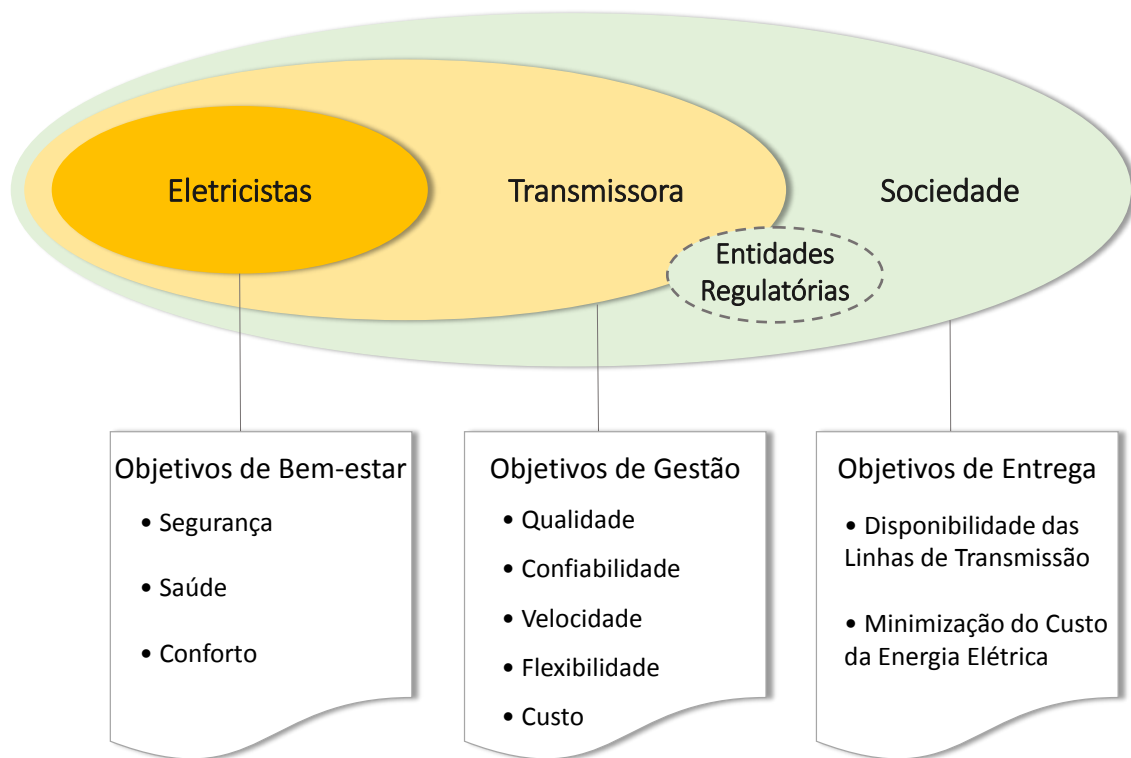 Eletricistas
Transmissora
Sociedade
Entidades
Regulatórias
Objetivos de Bem-estar
• Segurança
• Saúde
• Conforto
Objetivos de Gestão
• Qualidade
• Confiabilidade
• Velocidade
• Flexibilidade
• Custo
Objetivos de Entrega
• Disponibilidade das
Linhas de Transmissão
• Minimização do Custo
da Energia Elétrica